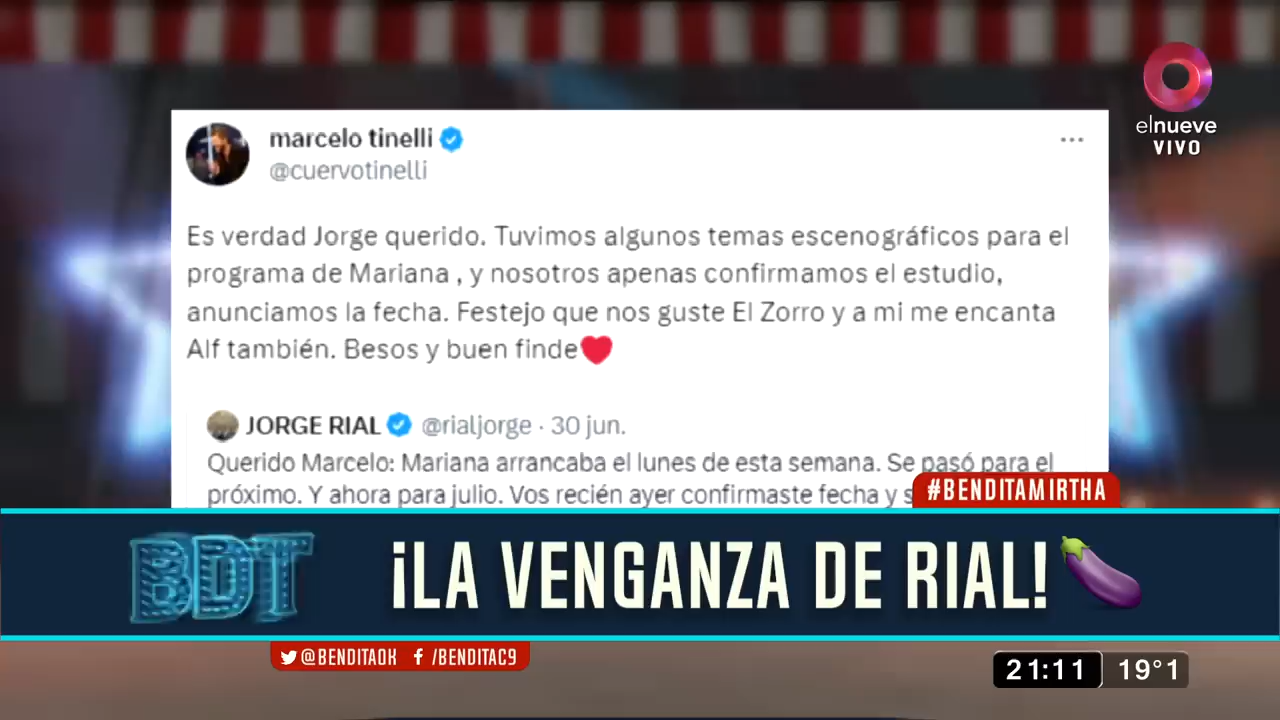 elnueve
VIVO
marcelo tinelli
@cuervotinelli
Es verdad Jorge querido. Tuvimos algunos temas escenográficos para el
programa de Mariana , y nosotros apenas confirmamos el estudio,
anunciamos la fecha. Festejo que nos guste El Zorro y a mi me encanta
Alf también. Besos y buen finde❤️
JORGE RIAL @rialjorge · 30 jun.
Querido Marcelo: Mariana arrancaba el lunes de esta semana. Se pasó para el
próximo. Y ahora para julio. Vos recién ayer confirmaste fecha y
#BENDITAMIRTHA
BDT
¡LA VENGANZA DE RIAL!🍆
@BENDITAOK f /BENDITAC9
21:11 19°1